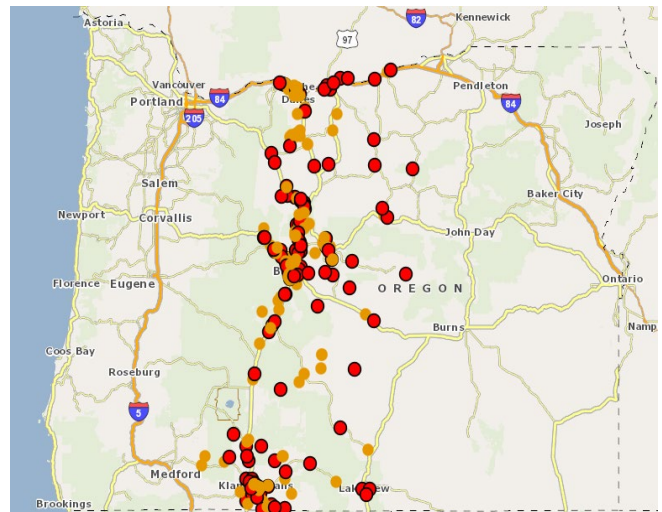 Astoria
82
Kennewick
97
Vancouver
84
Portland
205
Pendleton
84
Joseph
Salem
Baker City
Newport
Corvallis
John-Day
Florence
Eugene
OREGON
Ontario
Burns
Coos Bay
Roseburg
5
Medford
Brookings